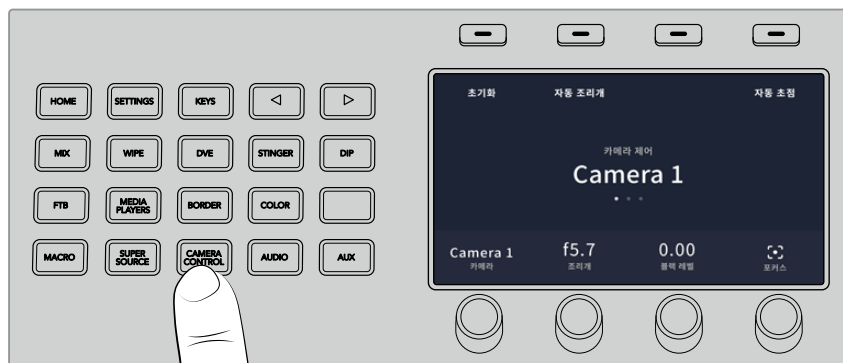 HOME SETTINGS KEYS
MIX WIPE DVE STINGER DIP
FTB MEDIA PLAYERS BORDER COLOR
MACRO SUPER SOURCE CAMERA CONTROL AUDIO AUX
초기화 자동 조리개 자동 초점
카메라 제어
Camera 1
Camera 1 f5.7 0.00
카메라 조리개 블랙 레벨 포커스